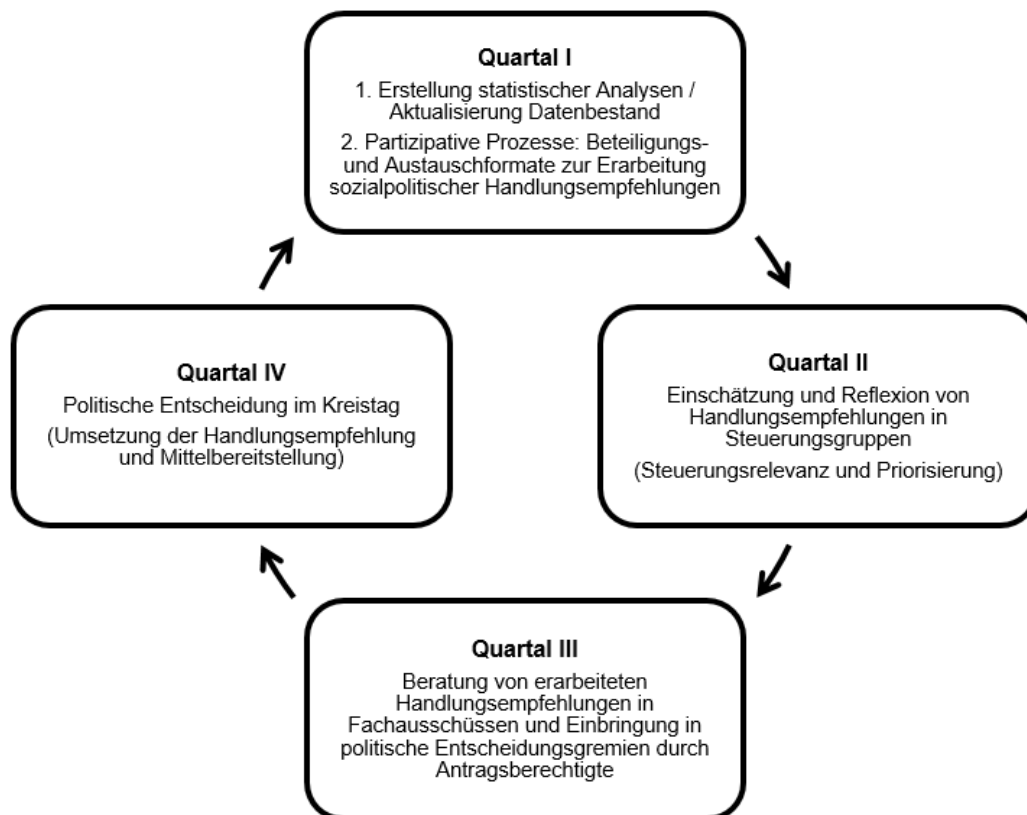 Quartal I
1. Erstellung statistischer Analysen /
Aktualisierung Datenbestand
2. Partizipative Prozesse: Beteiligungs-
und Austauschformate zur Erarbeitung
sozialpolitischer Handlungsempfehlungen
Quartal II
Einschätzung und Reflexion von
Handlungsempfehlungen in
Steuerungsgruppen
(Steuerungsrelevanz und Priorisierung)
Quartal III
Beratung von erarbeiteten
Handlungsempfehlungen in
Fachausschüssen und Einbringung in
politische Entscheidungsgremien durch
Antragsberechtigte
Quartal IV
Politische Entscheidung im Kreistag
(Umsetzung der Handlungsempfehlung
und Mittelbereitstellung)